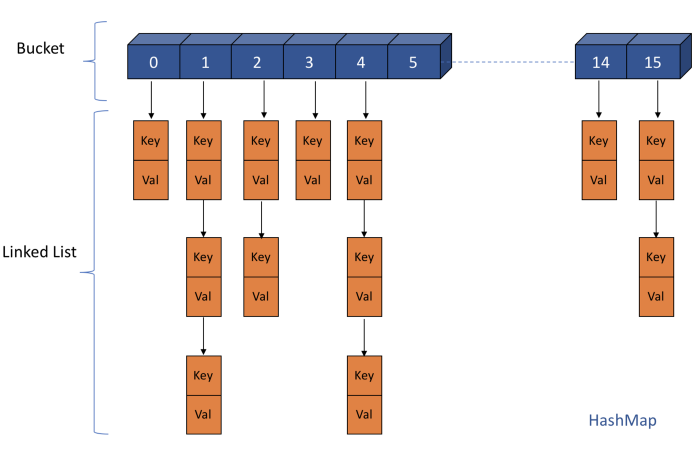 Bucket
0 1 2 3 4 5 14 15
Key Key Key Key Key Key Key
Val Val Val Val Val Val Val
Linked List
Key Key Key Key
Val Val Val Val
Key Key
Val Val
HashMap